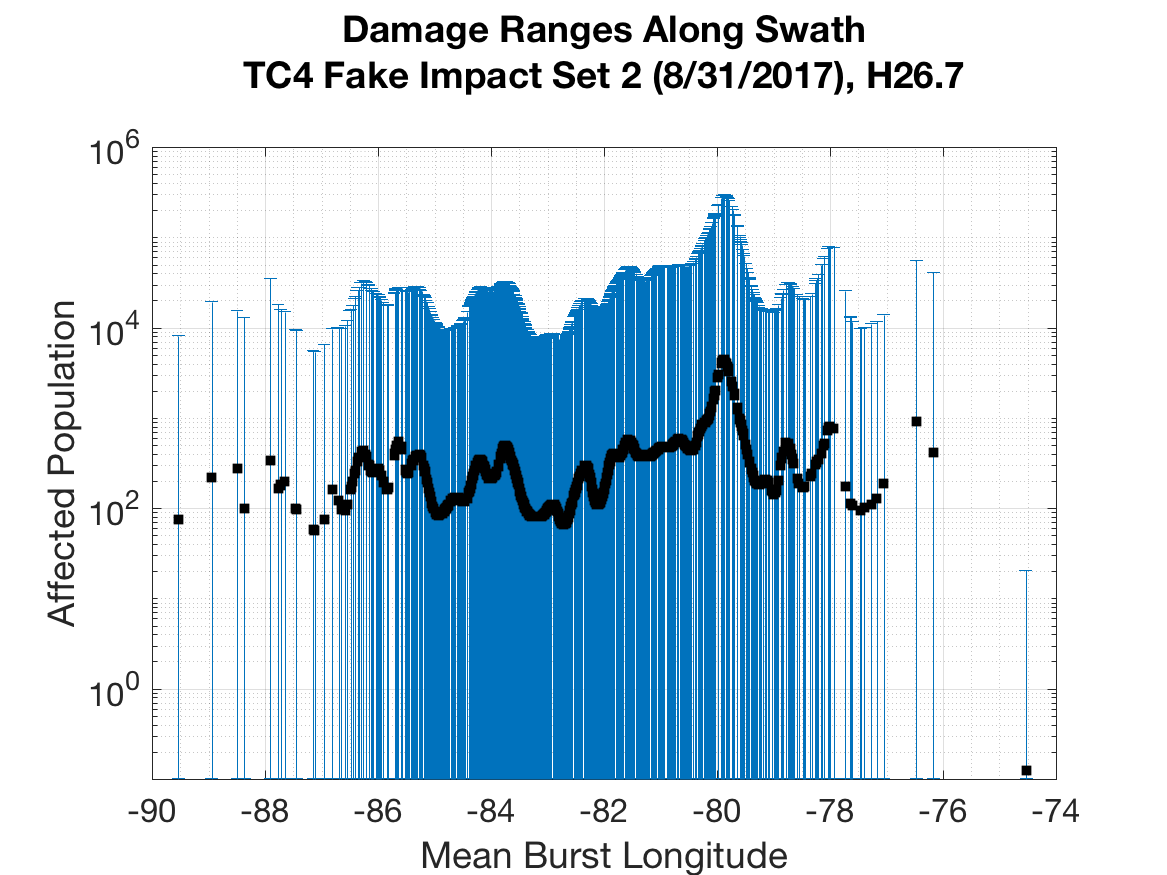 Damage Ranges Along Swath
TC4 Fake Impact Set 2 (8/31/2017), H26.7
10^6
10^4
10^2
10^0
Affected Population
-90 -88 -86 -84 -82 -80 -78 -76 -74
Mean Burst Longitude